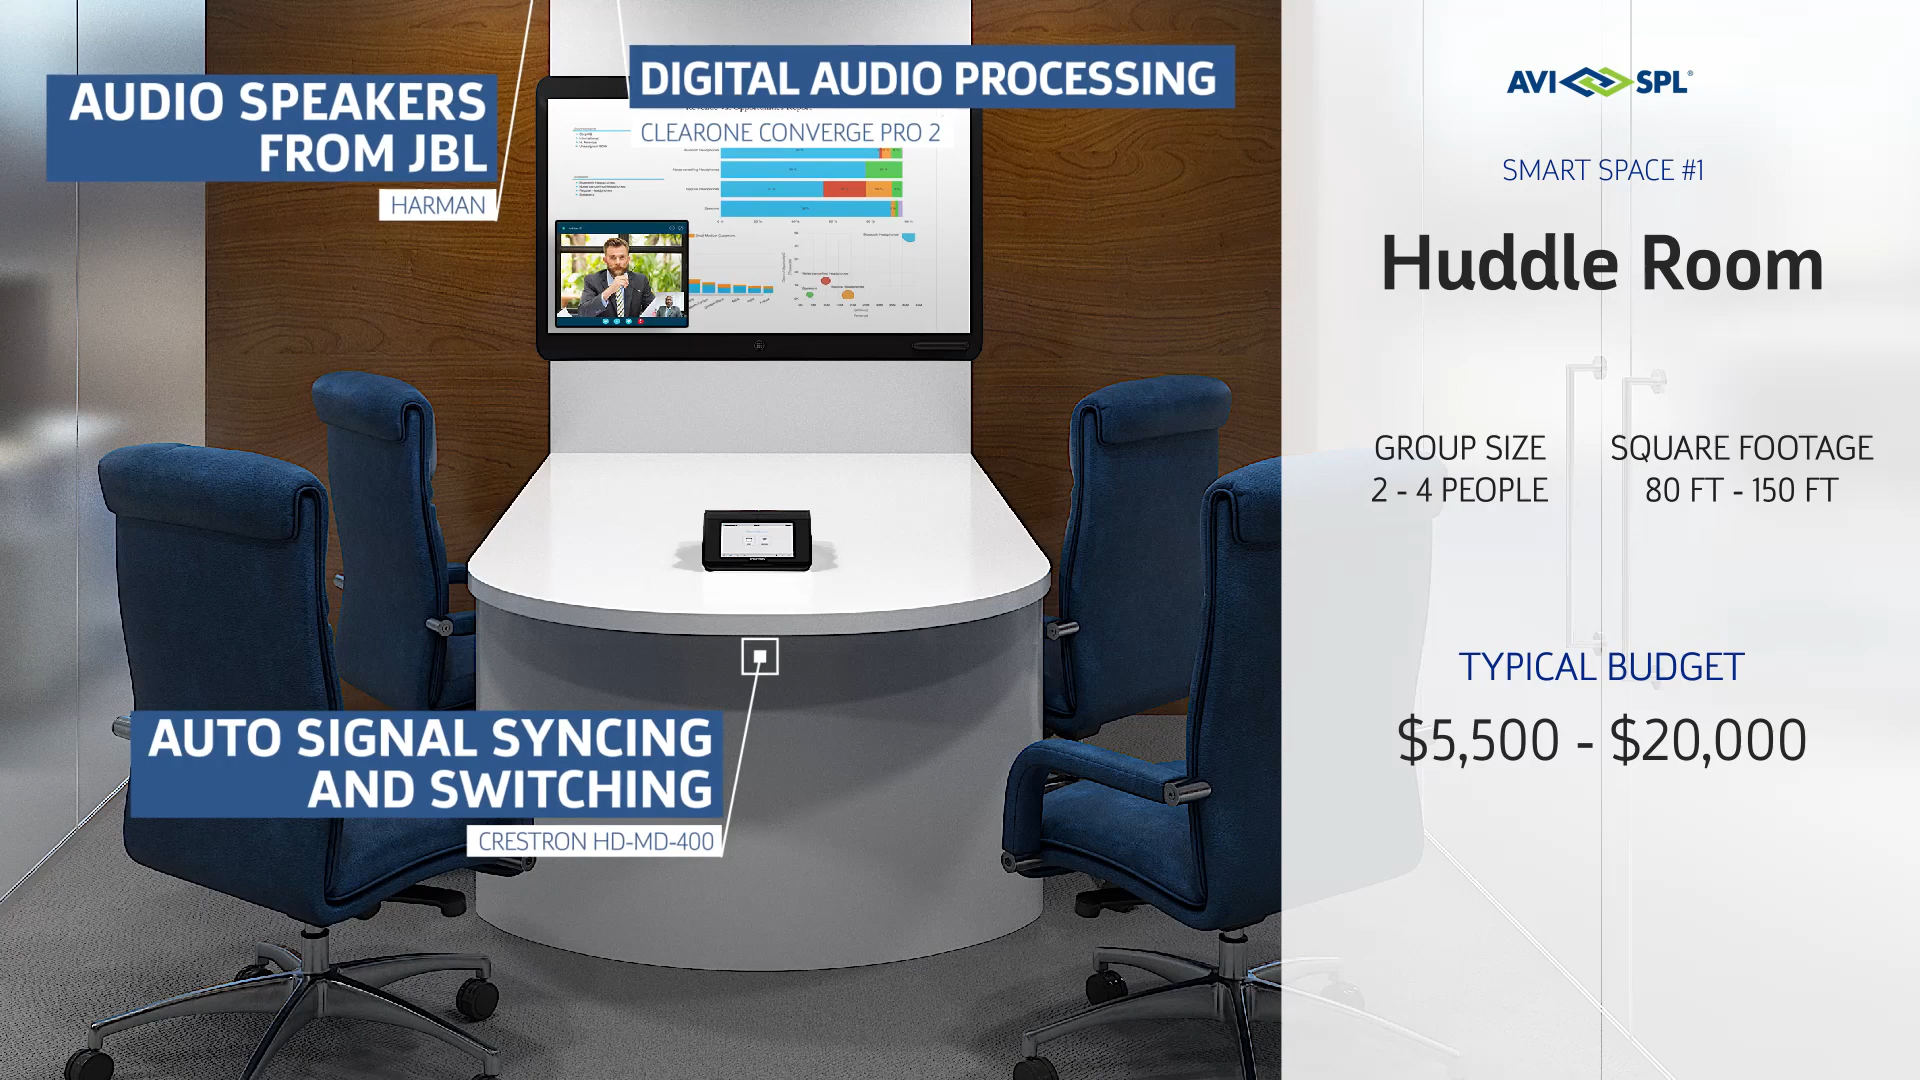 AUDIO SPEAKERS
FROM JBL
HARMAN
DIGITAL AUDIO PROCESSING
CLEARONE CONVERGE PRO 2
AUTO SIGNAL SYNCING
AND SWITCHING
CRESTRON HD-MD-400
AVI SPL®
SMART SPACE #1
Huddle Room
GROUP SIZE
2 - 4 PEOPLE
SQUARE FOOTAGE
80 FT - 150 FT
TYPICAL BUDGET
$5,500 - $20,000